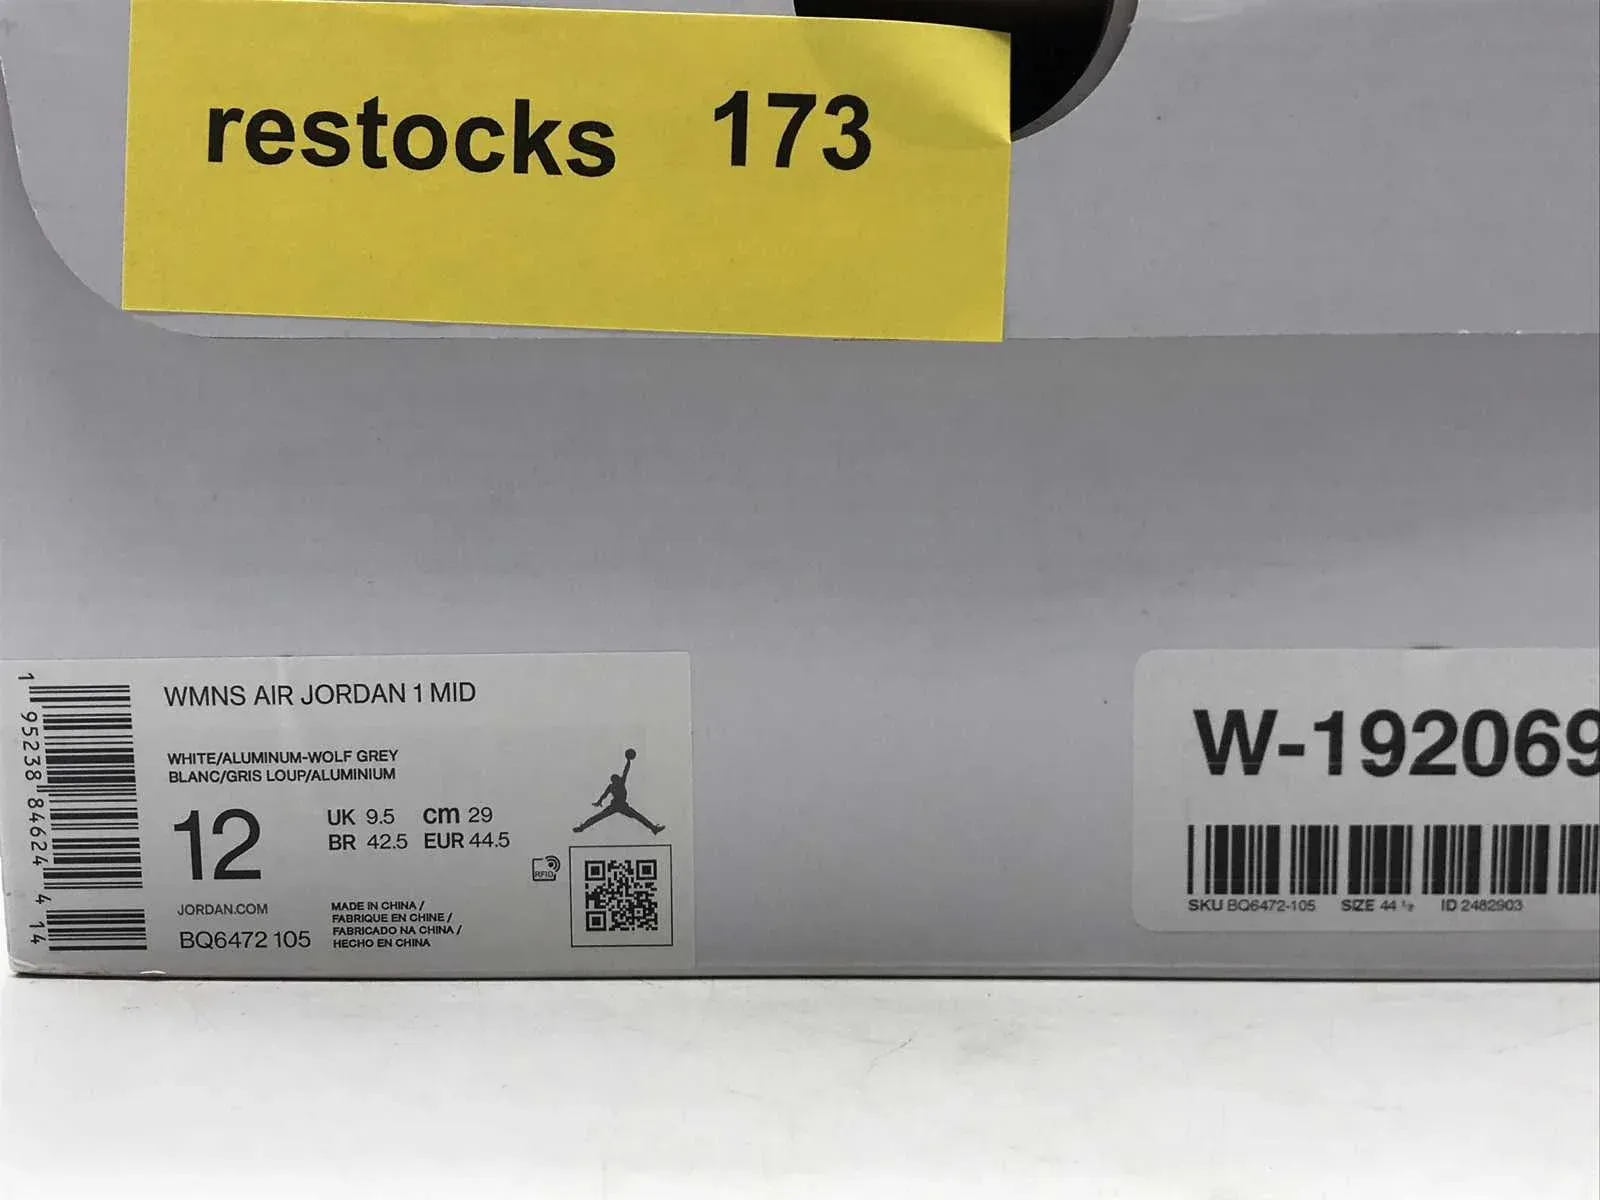 restocks 173
WMNS AIR JORDAN 1 MID
WHITE/ALUMINUM-WOLF GREY
BLANC/GRIS LOUP/ALUMINIUM
12
UK 9.5 cm 29
BR 42.5 EUR 44.5
RFID
JORDAN.COM
BQ6472 105
MADE IN CHINA /
FABRIQUE EN CHINE /
FABRICADO NA CHINA /
HECHO EN CHINA
1 95238 84624 4 14
W-192069
SKU BQ6472-105 SIZE 44 ½ ID 2482903